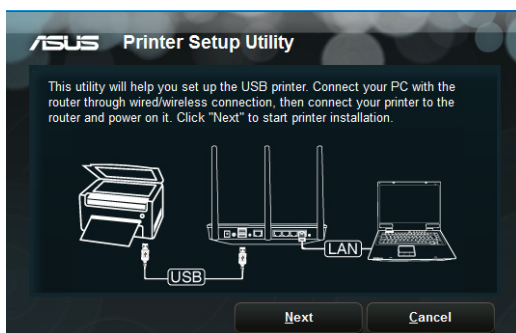 ASUS Printer Setup Utility
This utility will help you set up the USB printer. Connect your PC with the
router through wired/wireless connection, then connect your printer to the
router and power on it. Click "Next" to start printer installation.
LAN
USB
Next Cancel